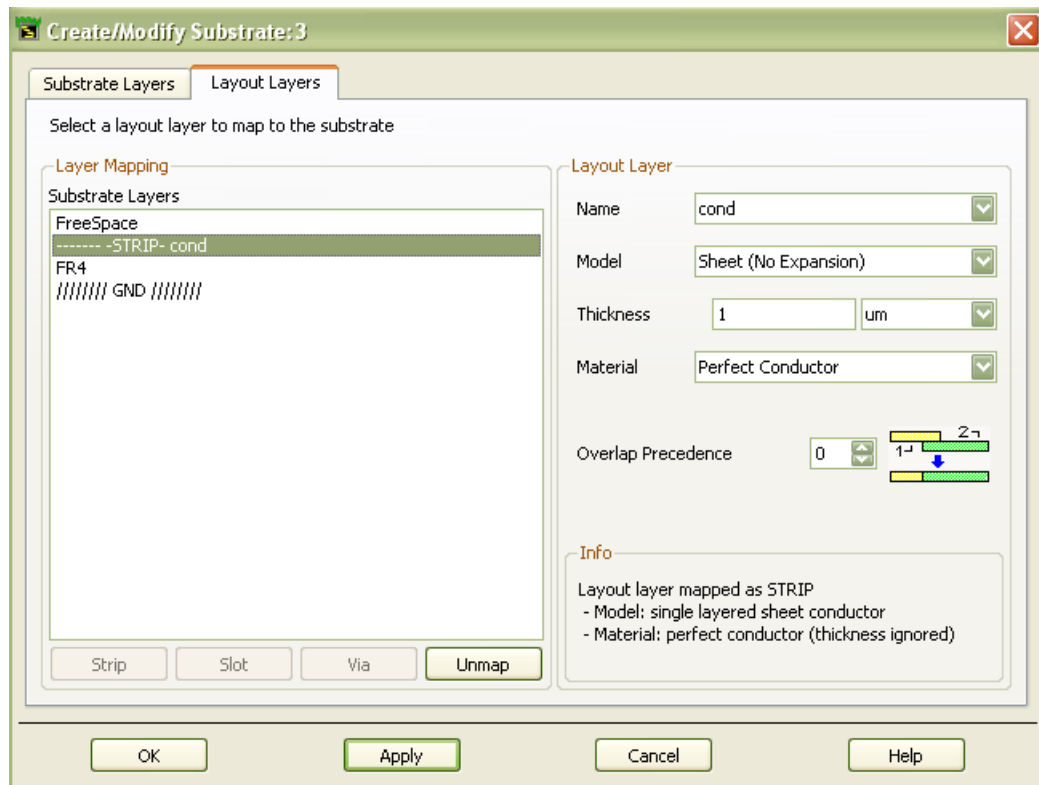 Create/Modify Substrate:3
Substrate Layers
Layout Layers
Select a layout layer to map to the substrate
Layer Mapping
Substrate Layers
FreeSpace
------- -STRIP- cond
FR4
//////// GND ////////
Strip
Slot
Via
Unmap
Layout Layer
Name
cond
Model
Sheet (No Expansion)
Thickness
1
um
Material
Perfect Conductor
Overlap Precedence
0
2
1
Info
Layout layer mapped as STRIP
- Model: single layered sheet conductor
- Material: perfect conductor (thickness ignored)
OK
Apply
Cancel
Help